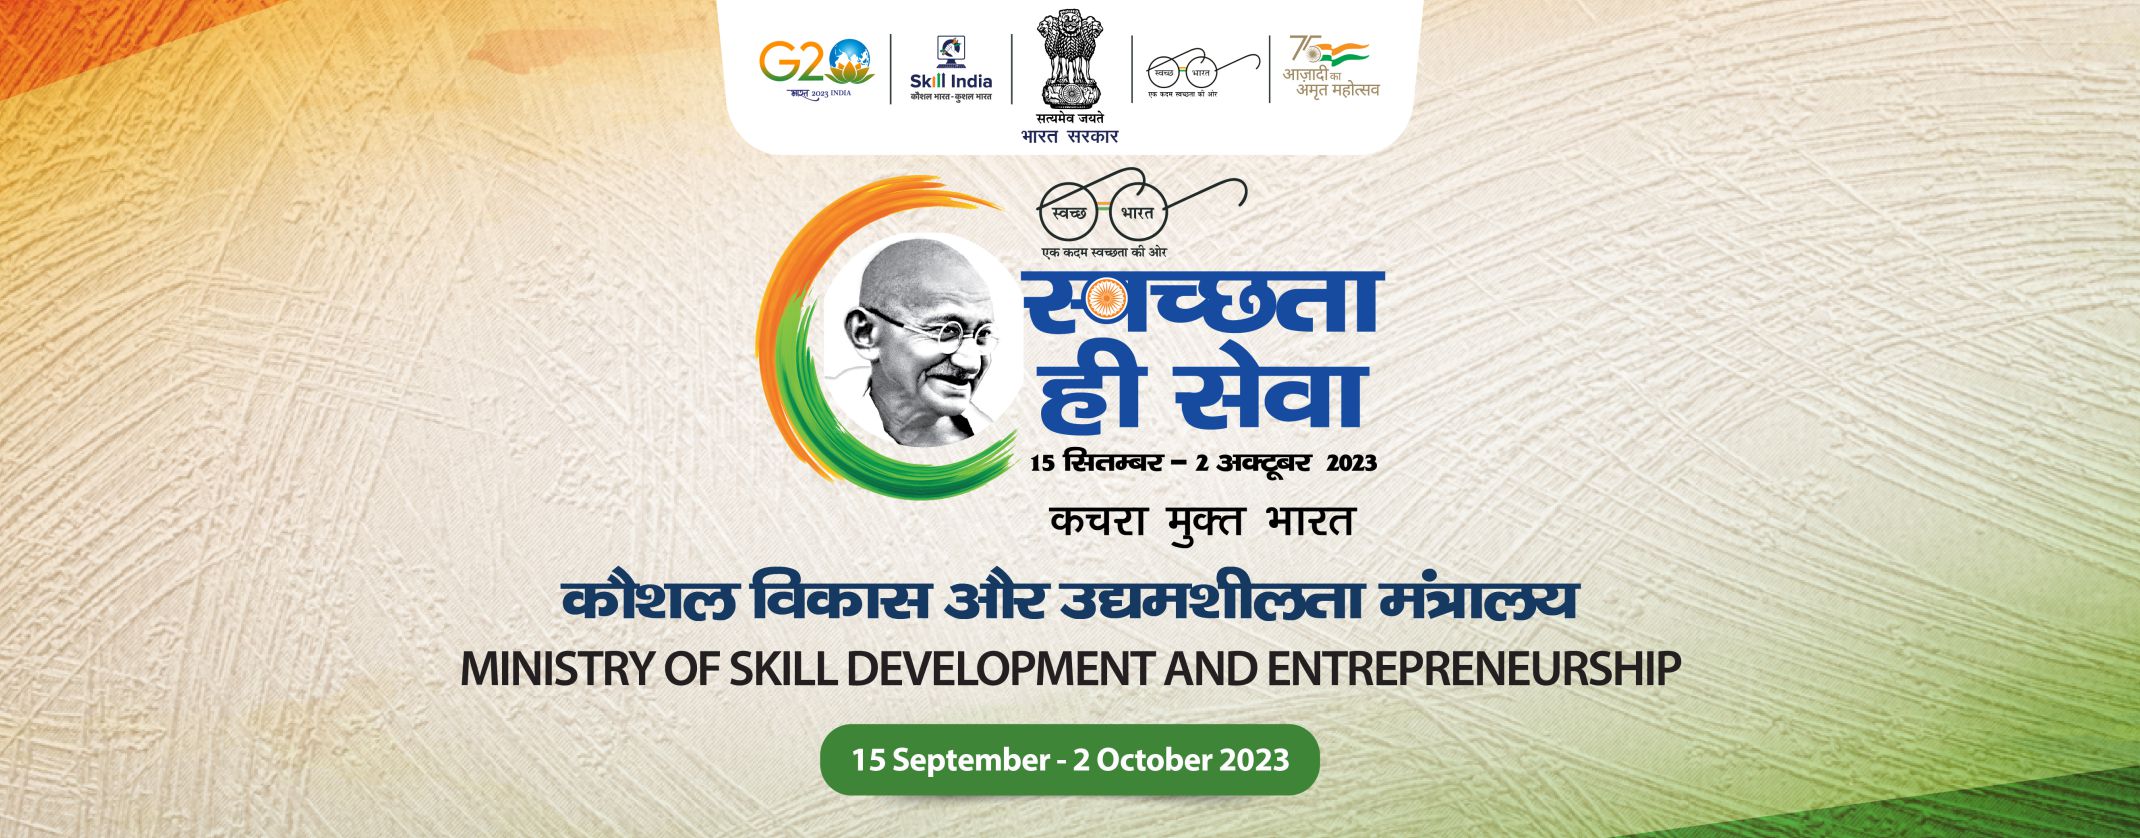 G20
भारत 2023 INDIA
Skill India
कौशल भारत - कुशल भारत
सत्यमेव जयते
भारत सरकार
स्वच्छ भारत
एक कदम स्वच्छता की ओर
75
आज़ादी का
अमृत महोत्सव
स्वच्छ भारत
एक कदम स्वच्छता की ओर
स्वच्छता
ही सेवा
15 सितम्बर – 2 अक्टूबर 2023
कचरा मुक्त भारत
कौशल विकास और उद्यमशीलता मंत्रालय
MINISTRY OF SKILL DEVELOPMENT AND ENTREPRENEURSHIP
15 September - 2 October 2023